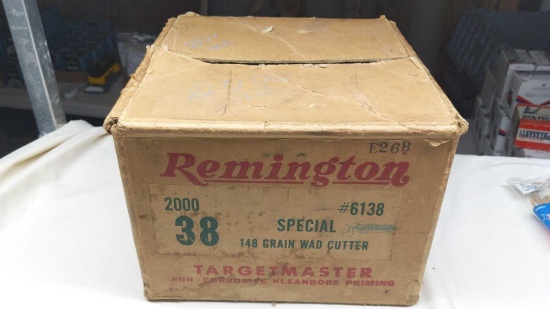 E26B
Remington
2000 #6138
38 SPECIAL
148 GRAIN WAD CUTTER
TARGETMASTER
NON-CORROSIVE KLEANBORE PRIMING